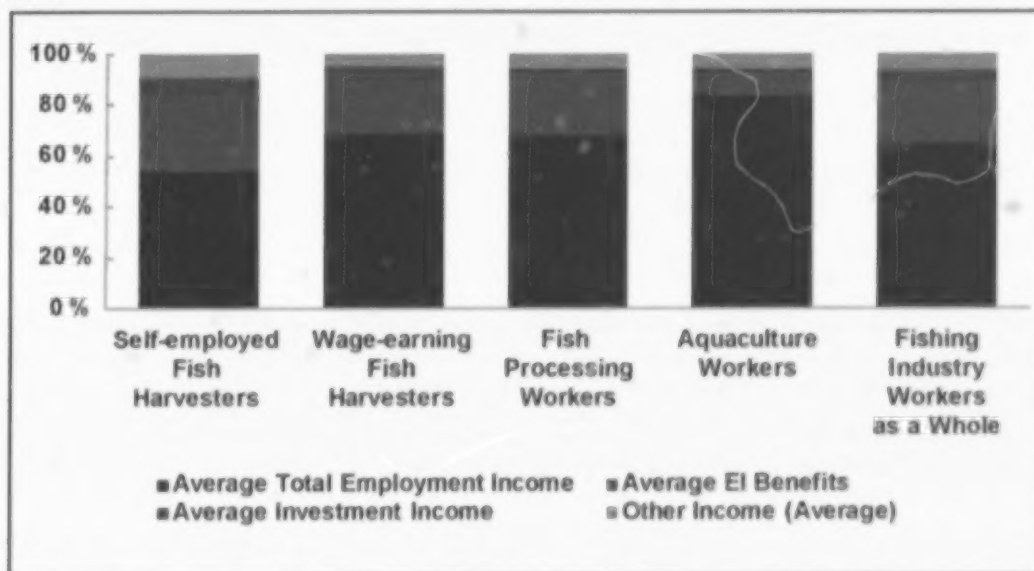 100 %
80 %
60 %
40 %
20 %
0 %
Self-employed
Fish
Harvesters
Wage-earning
Fish
Harvesters
Fish
Processing
Workers
Aquaculture
Workers
Fishing
Industry
Workers
as a Whole
Average Total Employment Income
Average EI Benefits
Average Investment Income
Other Income (Average)